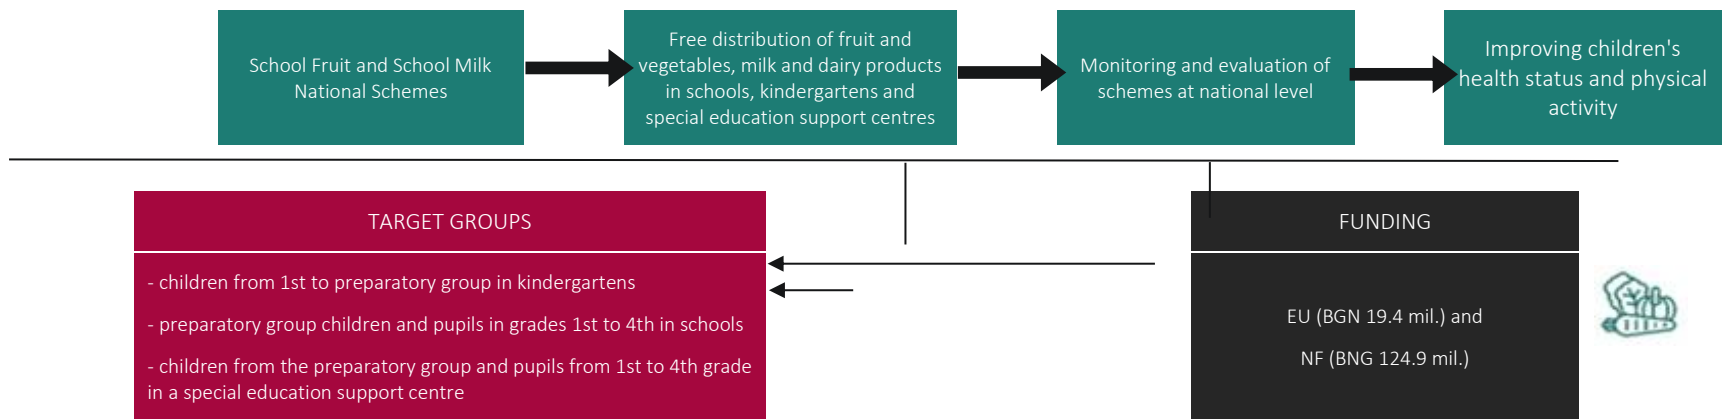 School Fruit and School Milk
National Schemes
Free distribution of fruit and
vegetables, milk and dairy products
in schools, kindergartens and
special education support centres
Monitoring and evaluation of
schemes at national level
Improving children's
health status and physical
activity
TARGET GROUPS
- children from 1st to preparatory group in kindergartens
- preparatory group children and pupils in grades 1st to 4th in schools
- children from the preparatory group and pupils from 1st to 4th grade
in a special education support centre
FUNDING
EU (BGN 19.4 mil.) and
NF (BNG 124.9 mil.)